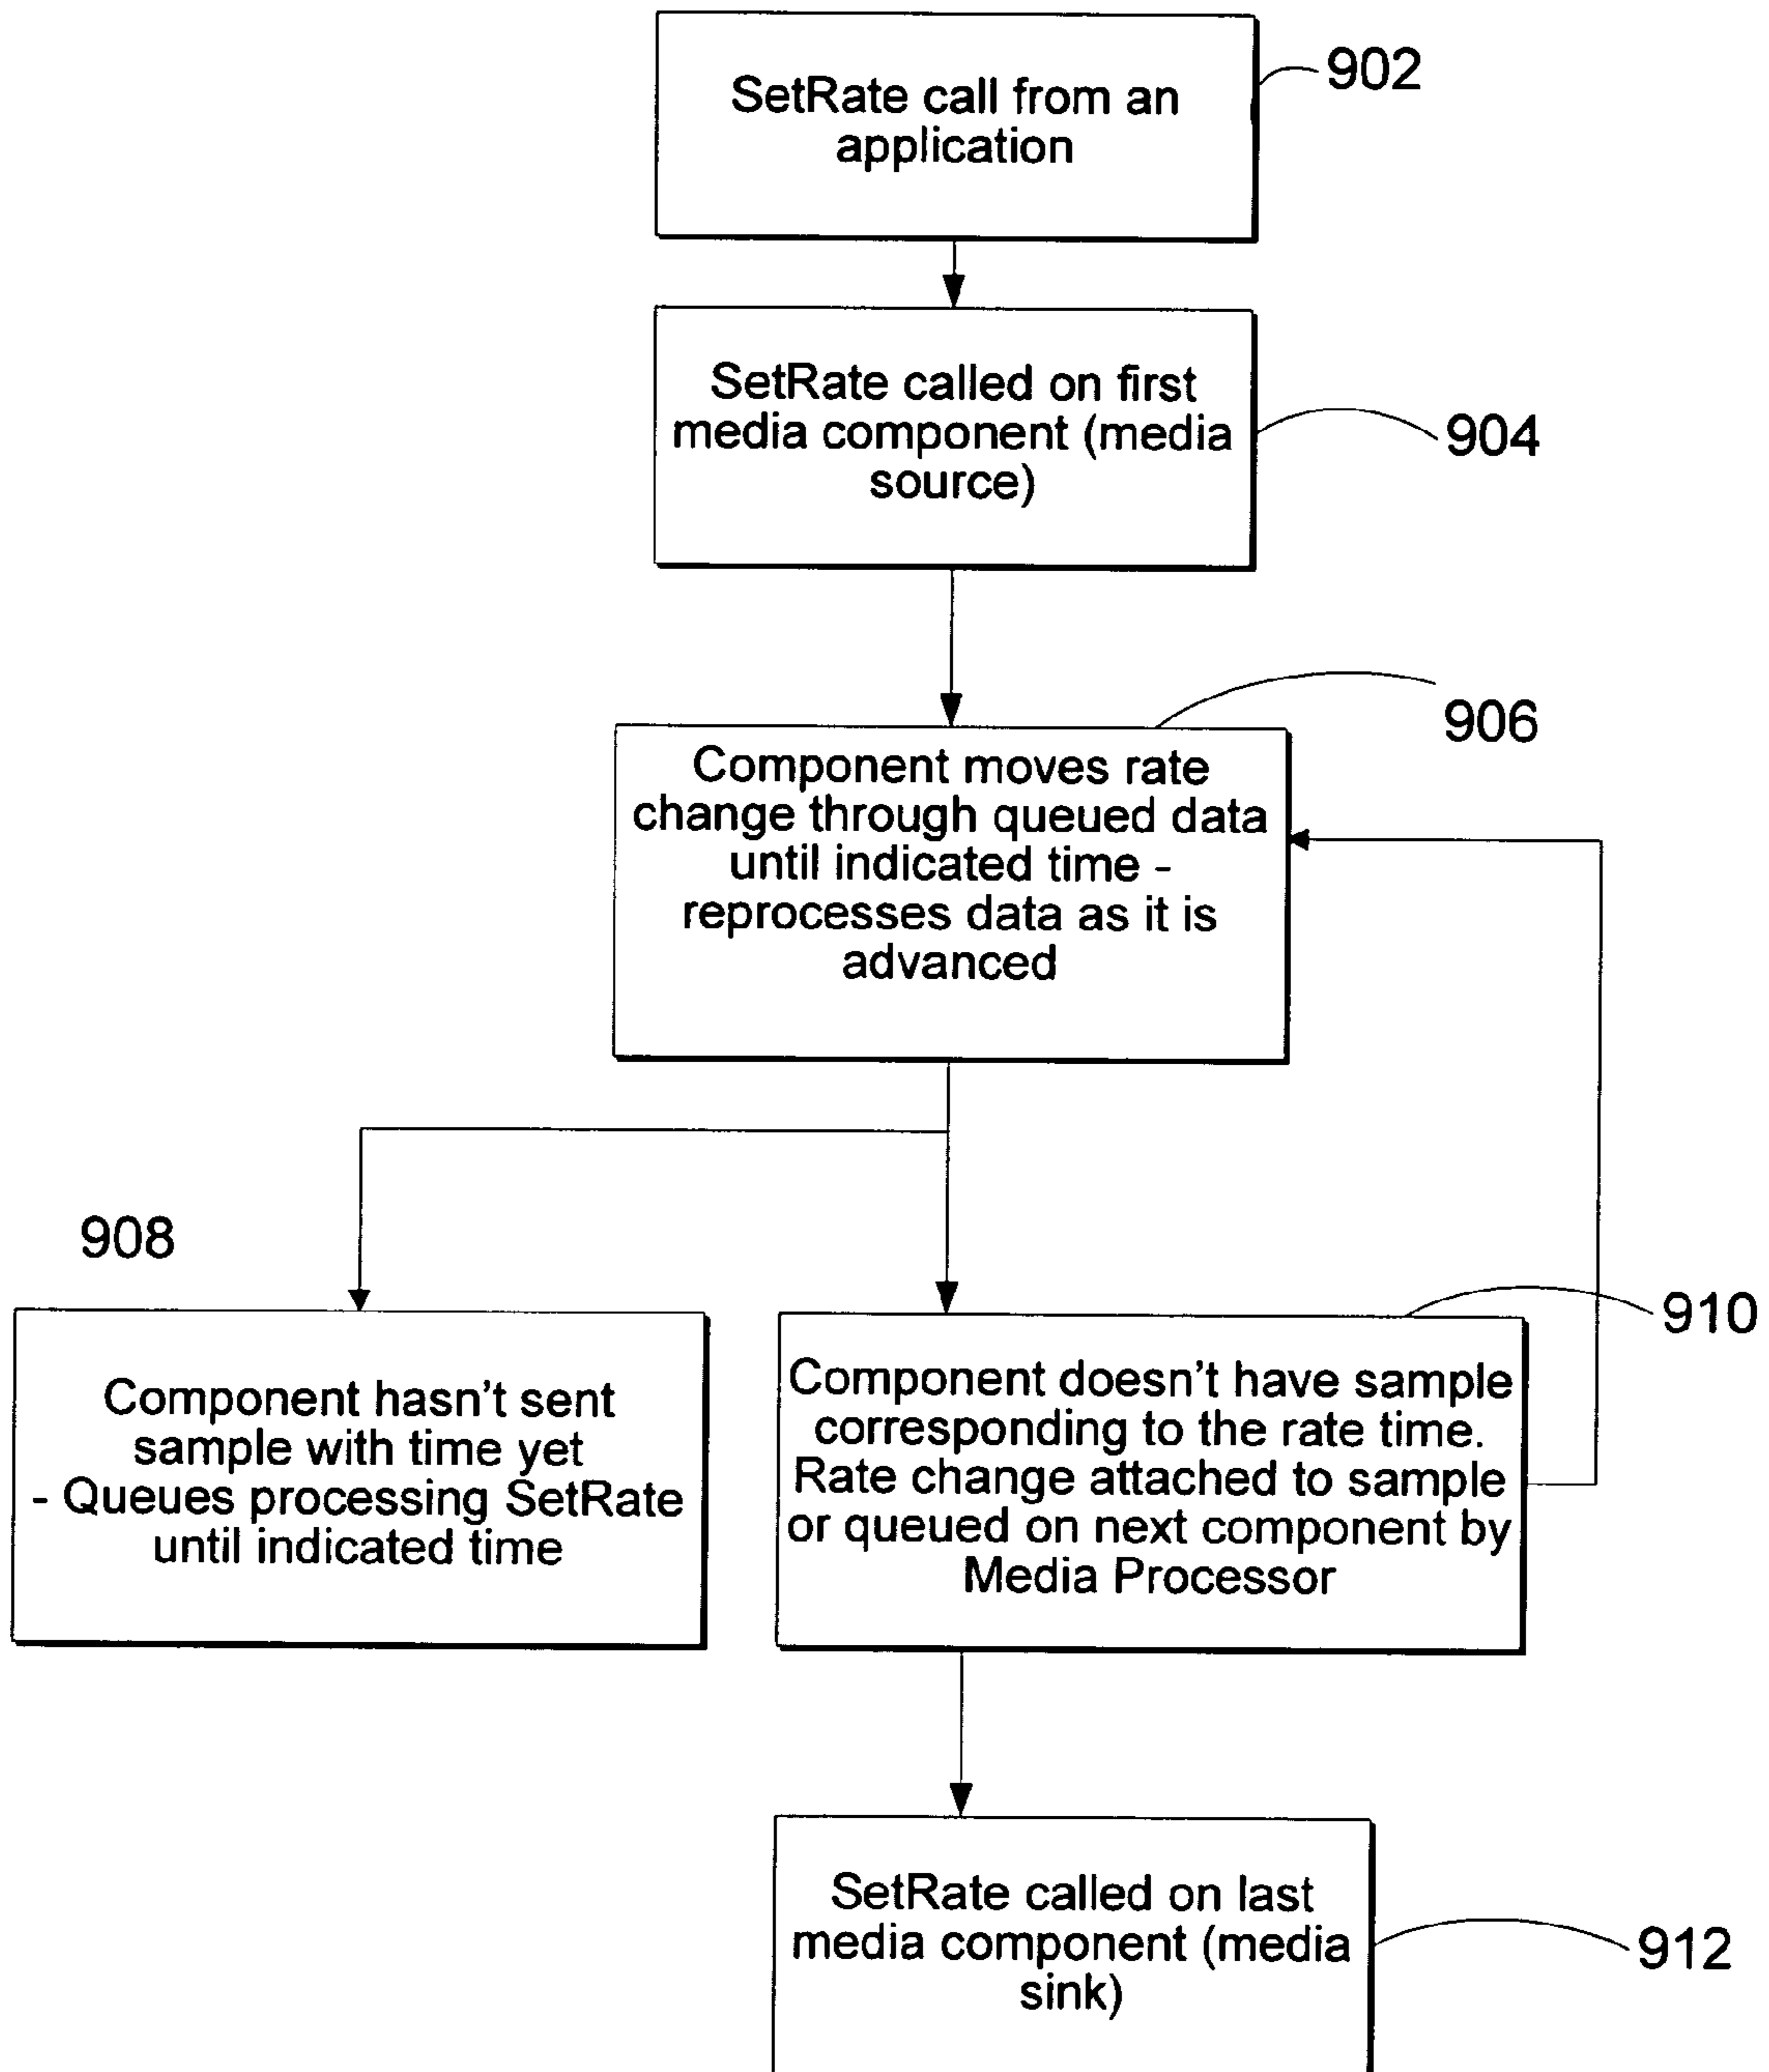 SetRate call from an
application
902
SetRate called on first
media component (media
source)
904
906
Component moves rate
change through queued data
until indicated time -
reprocesses data as it is
advanced
908
Component hasn't sent
sample with time yet
- Queues processing SetRate
until indicated time
910
Component doesn't have sample
corresponding to the rate time.
Rate change attached to sample
or queued on next component by
Media Processor
SetRate called on last
media component (media
sink)
912